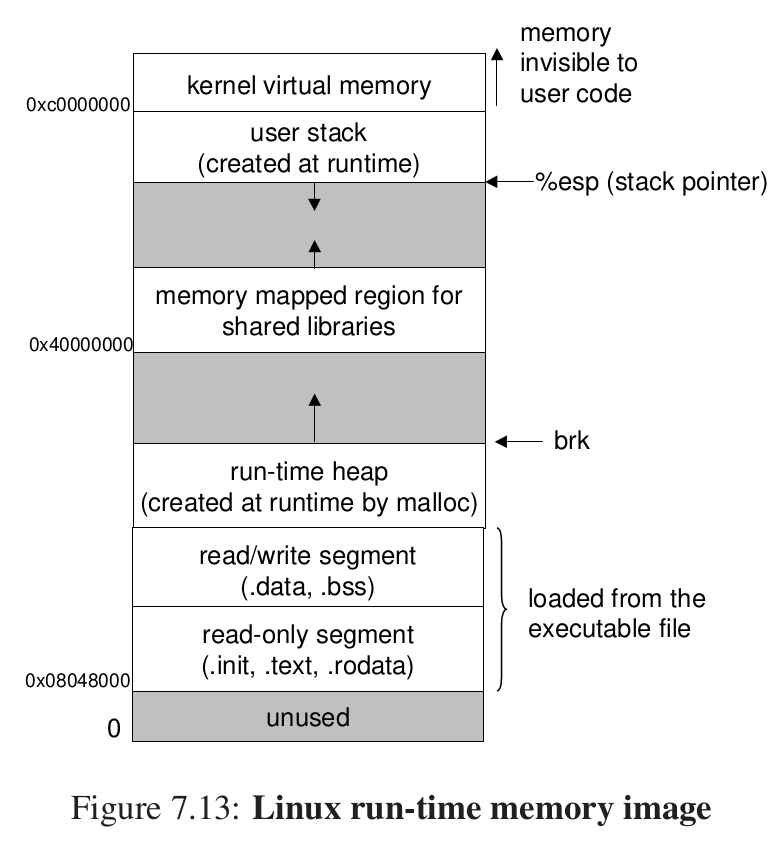 memory
invisible to
user code
kernel virtual memory
0xc0000000
user stack
(created at runtime)
%esp (stack pointer)
memory mapped region for
shared libraries
0x40000000
brk
run-time heap
(created at runtime by malloc)
read/write segment
(.data, .bss)
loaded from the
executable file
read-only segment
(.init, .text, .rodata)
0x08048000
unused
0
Figure 7.13: Linux run-time memory image